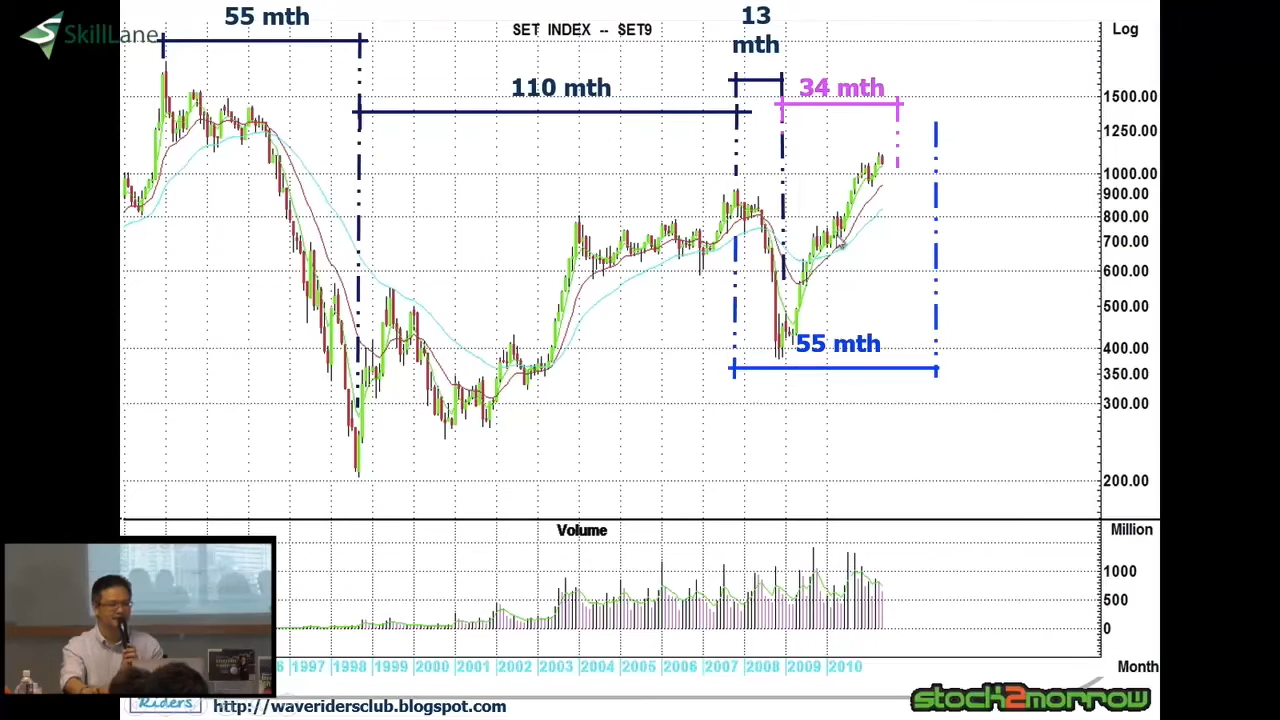 SkillLane
55 mth
SET INDEX -- SET9
13
mth
Log
110 mth
34 mth
1500.00
1250.00
1000.00
900.00
800.00
700.00
600.00
500.00
55 mth
400.00
350.00
300.00
200.00
Volume
Million
1000
500
0
1997 1998 1999 2000 2001 2002 2003 2004 2005 2006 2007 2008 2009 2010
Month
Riders
http://waveridersclub.blogspot.com
stock2morrow